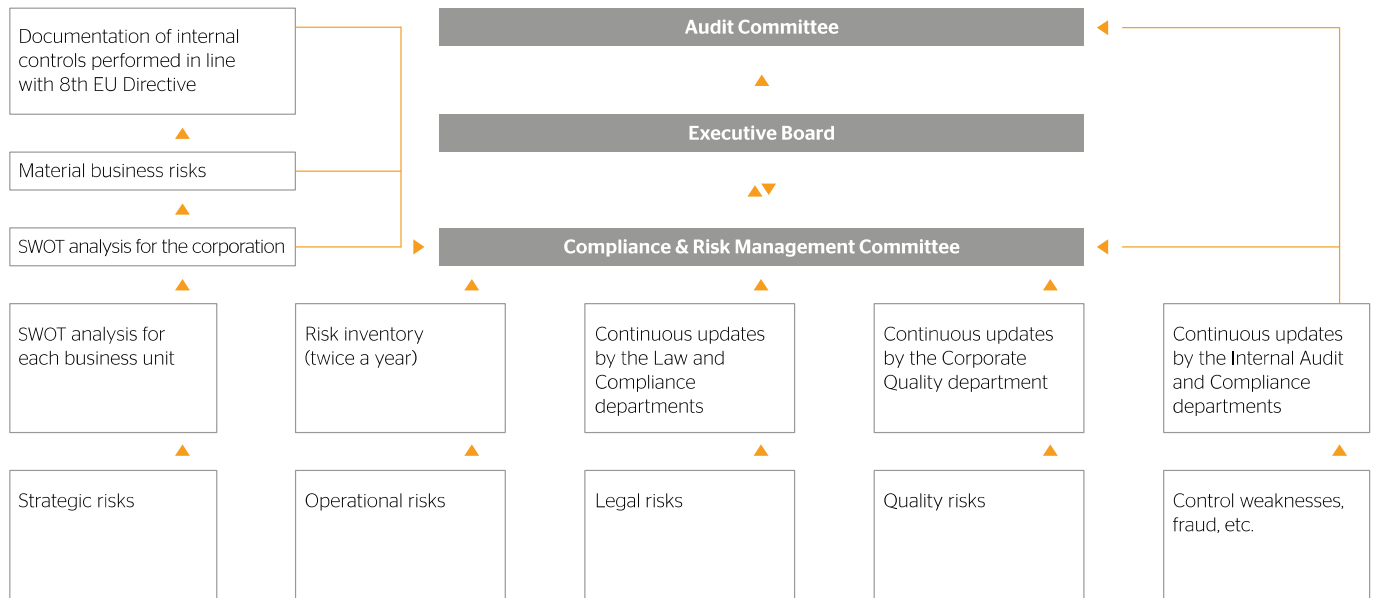 Documentation of internal
controls performed in line
with 8th EU Directive
Audit Committee
Executive Board
Material business risks
SWOT analysis for the corporation
Compliance & Risk Management Committee
SWOT analysis for
each business unit
Risk inventory
(twice a year)
Continuous updates
by the Law and
Compliance
departments
Continuous updates
by the Corporate
Quality department
Continuous updates
by the Internal Audit
and Compliance
departments
Strategic risks
Operational risks
Legal risks
Quality risks
Control weaknesses,
fraud, etc.